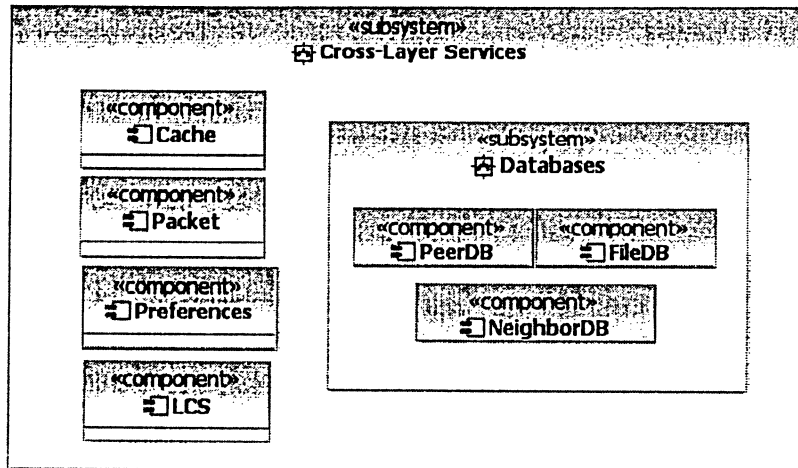 «subsystem»
Cross-Layer Services
«component»
Cache
«component»
Packet
«component»
Preferences
«component»
LCS
«subsystem»
Databases
«component»
PeerDB
«component»
FileDB
«component»
NeighborDB